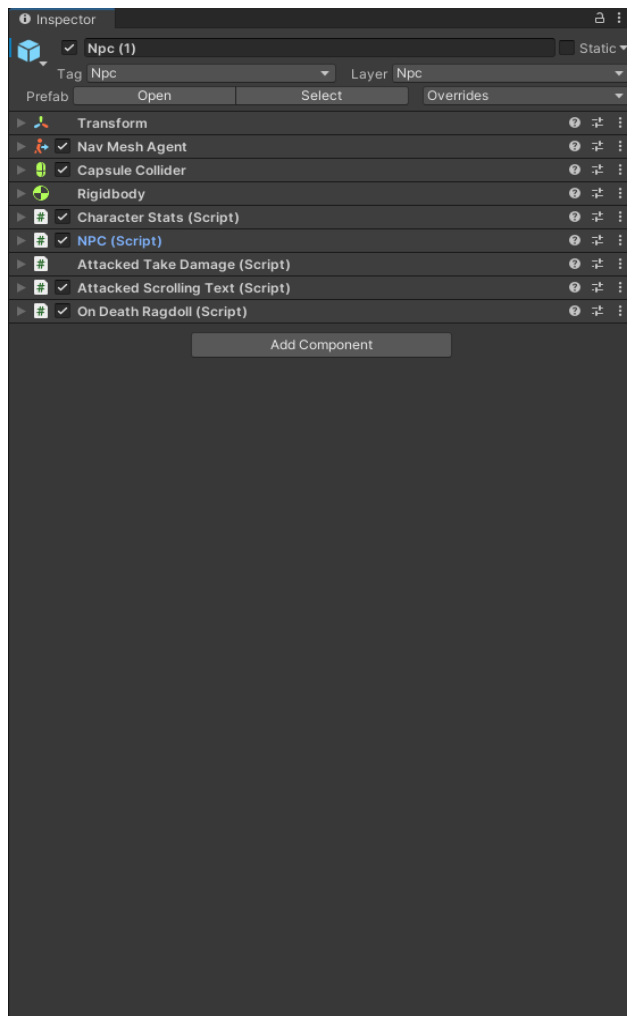 Inspector
Npc (1) Static
Tag Npc Layer Npc
Prefab Open Select Overrides
Transform
Nav Mesh Agent
Capsule Collider
Rigidbody
# Character Stats (Script)
# NPC (Script)
# Attacked Take Damage (Script)
# Attacked Scrolling Text (Script)
# On Death Ragdoll (Script)
Add Component